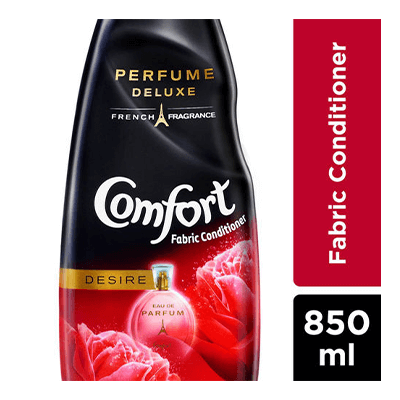 PERFUME
DELUXE
FRENCH FRAGRANCE
Comfort
Fabric Conditioner
DESIRE
EAU DE
PARFUM
Fabric Conditioner
850
ml